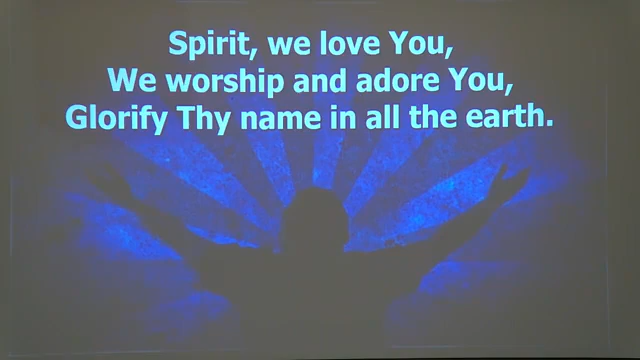 Spirit, we love You,
We worship and adore You,
Glorify Thy name in all the earth.